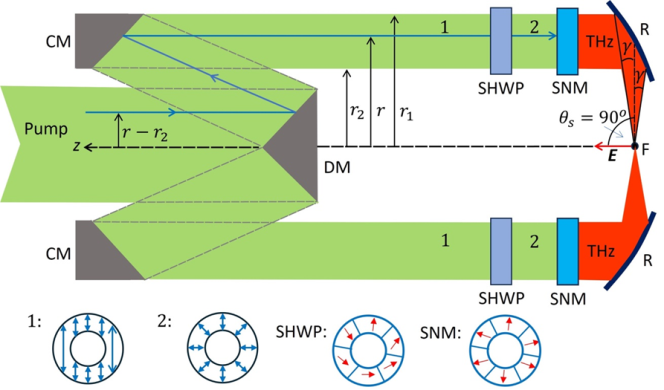 CM
1
2
THz
R
γ
γ
SHWP
SNM
r₂
r
r₁
θₛ = 90°
Pump
r − r₂
z
E
F
DM
CM
1
2
THz
R
SHWP
SNM
1:
2:
SHWP:
SNM: